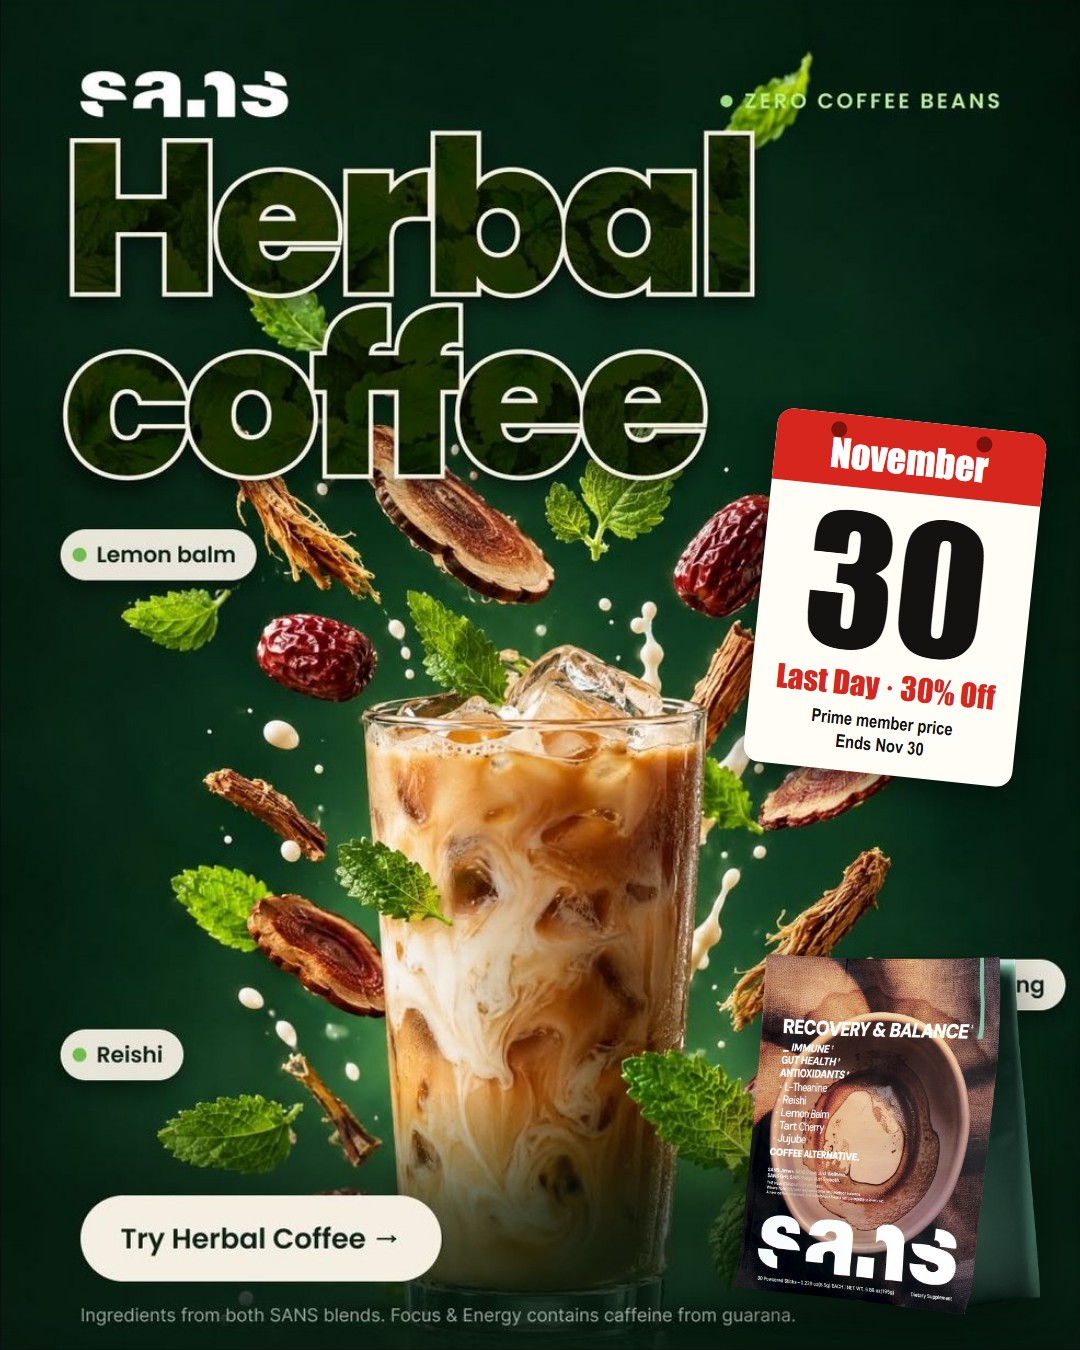 sans
ZERO COFFEE BEANS
Herbal
coffee
November
30
Last Day · 30% Off
Prime member price
Ends Nov 30
Lemon balm
Reishi
RECOVERY & BALANCE
IMMUNE
GUT HEALTH
ANTIOXIDANTS
- L-Theanine
- Reishi
- Lemon Balm
- Tart Cherry
- Jujube
COFFEE ALTERNATIVE.
sans
Dietary Supplement
Try Herbal Coffee →
Ingredients from both SANS blends. Focus & Energy contains caffeine from guarana.